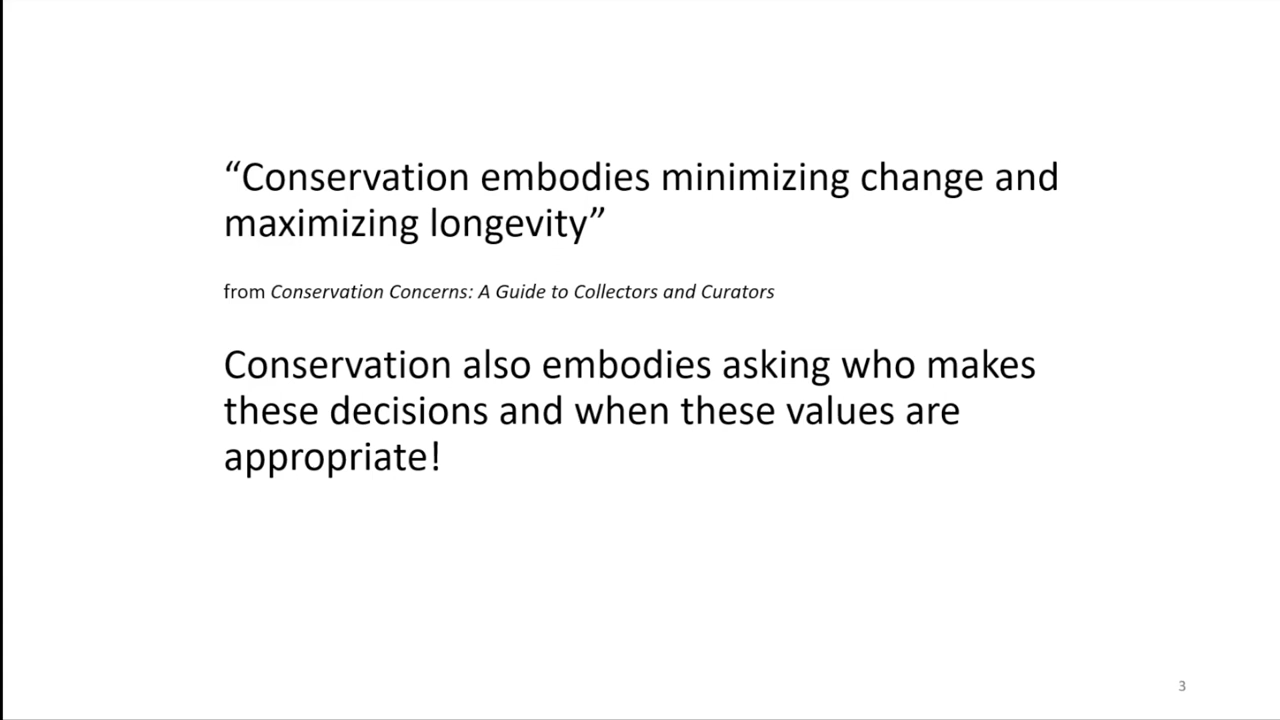 “Conservation embodies minimizing change and
maximizing longevity”
from Conservation Concerns: A Guide to Collectors and Curators
Conservation also embodies asking who makes
these decisions and when these values are
appropriate!
3